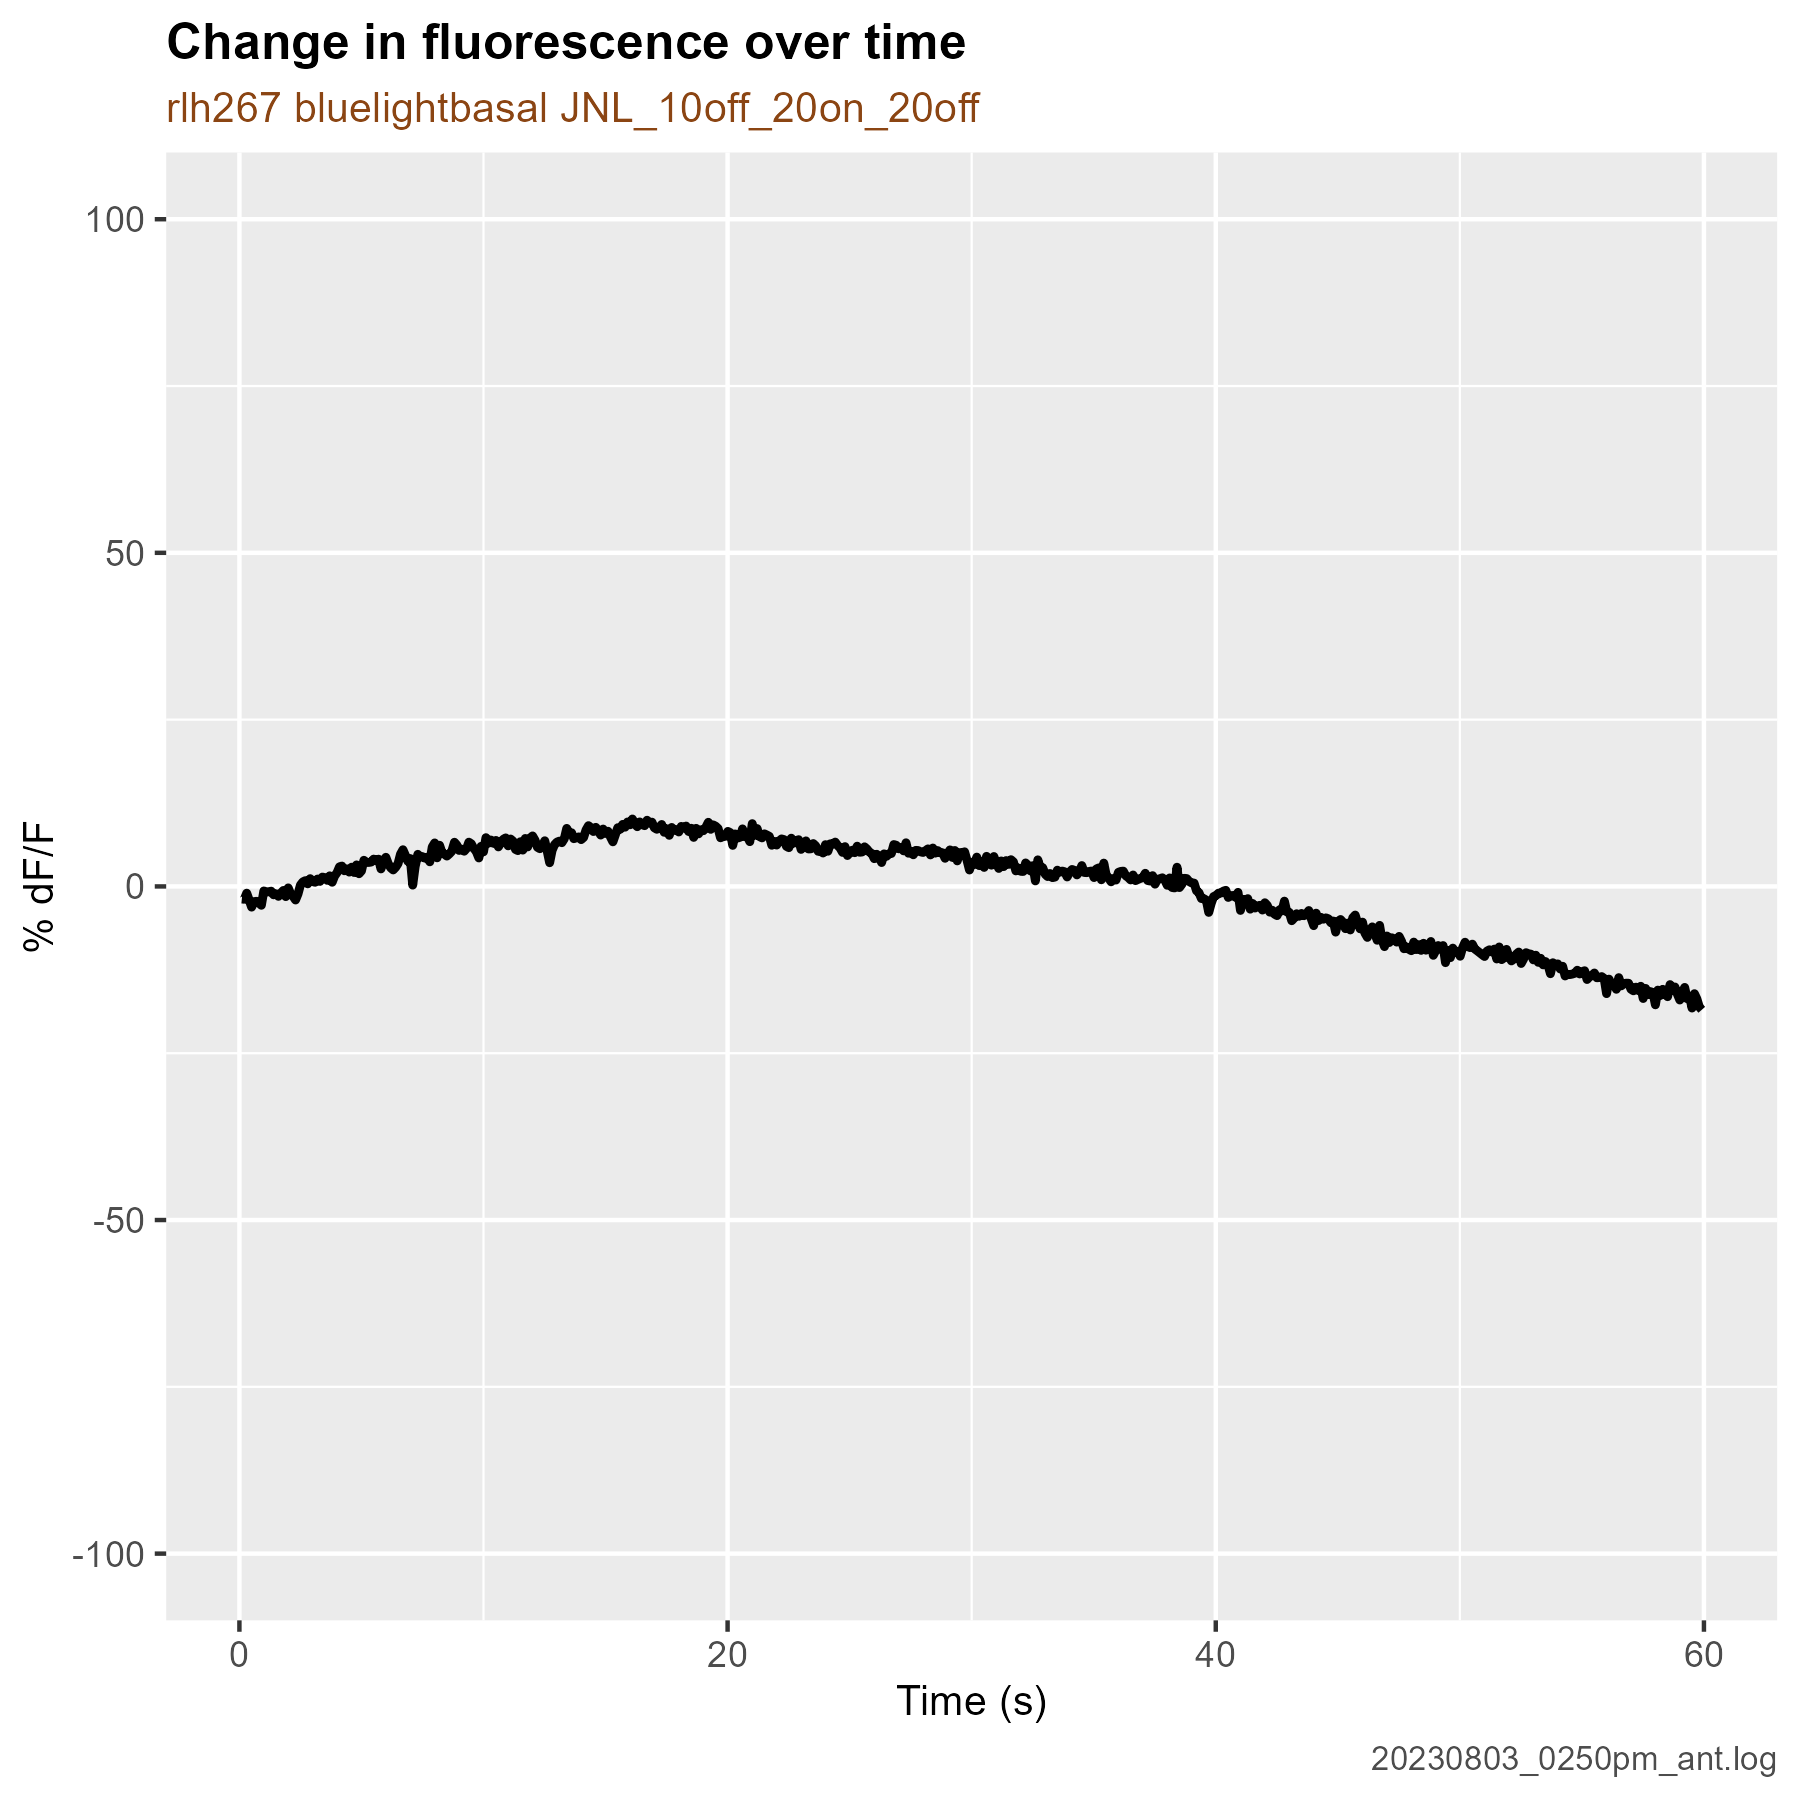 Change in fluorescence over time
rlh267 bluelightbasal JNL_10off_20on_20off
100
50
0
-50
-100
% dF/F
0 20 40 60
Time (s)
20230803_0250pm_ant.log